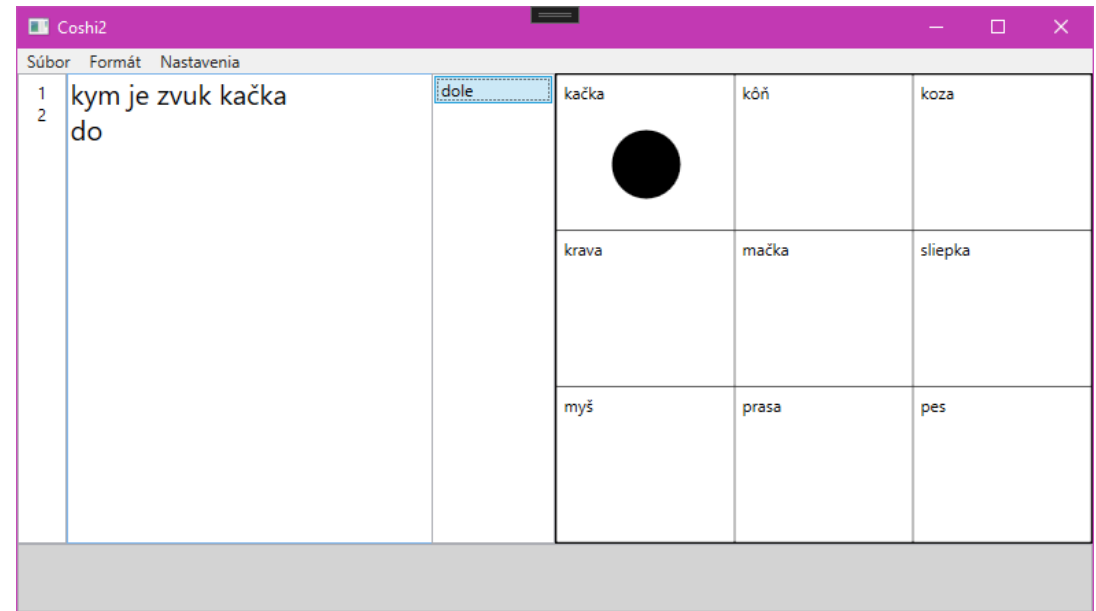 Coshi2
Súbor Formát Nastavenia
1 kym je zvuk kačka
2 do
dole
kačka kôň koza
krava mačka sliepka
myš prasa pes